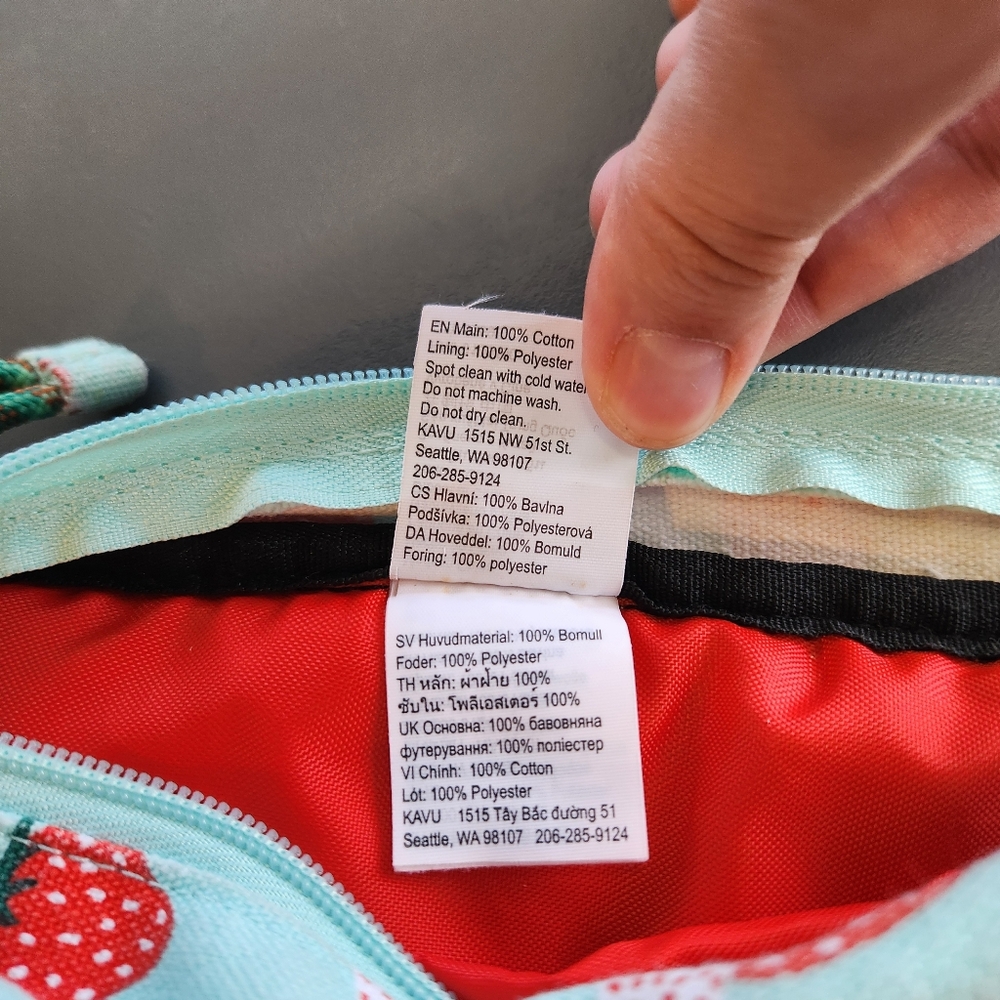 EN Main: 100% Cotton
Lining: 100% Polyester
Spot clean with cold water
Do not machine wash.
Do not dry clean.
KAVU 1515 NW 51st St.
Seattle, WA 98107
206-285-9124
CS Hlavní: 100% Bavlna
Podšívka: 100% Polyesterová
DA Hoveddel: 100% Bomuld
Foring: 100% polyester
SV Huvudmaterial: 100% Bomull
Foder: 100% Polyester
TH หลัก: ผ้าฝ้าย 100%
ซับใน: โพลีเอสเตอร์ 100%
UK Основна: 100% бавовняна
футерування: 100% поліестер
VI Chính: 100% Cotton
Lót: 100% Polyester
KAVU 1515 Tây Bắc đường 51
Seattle, WA 98107 206-285-9124